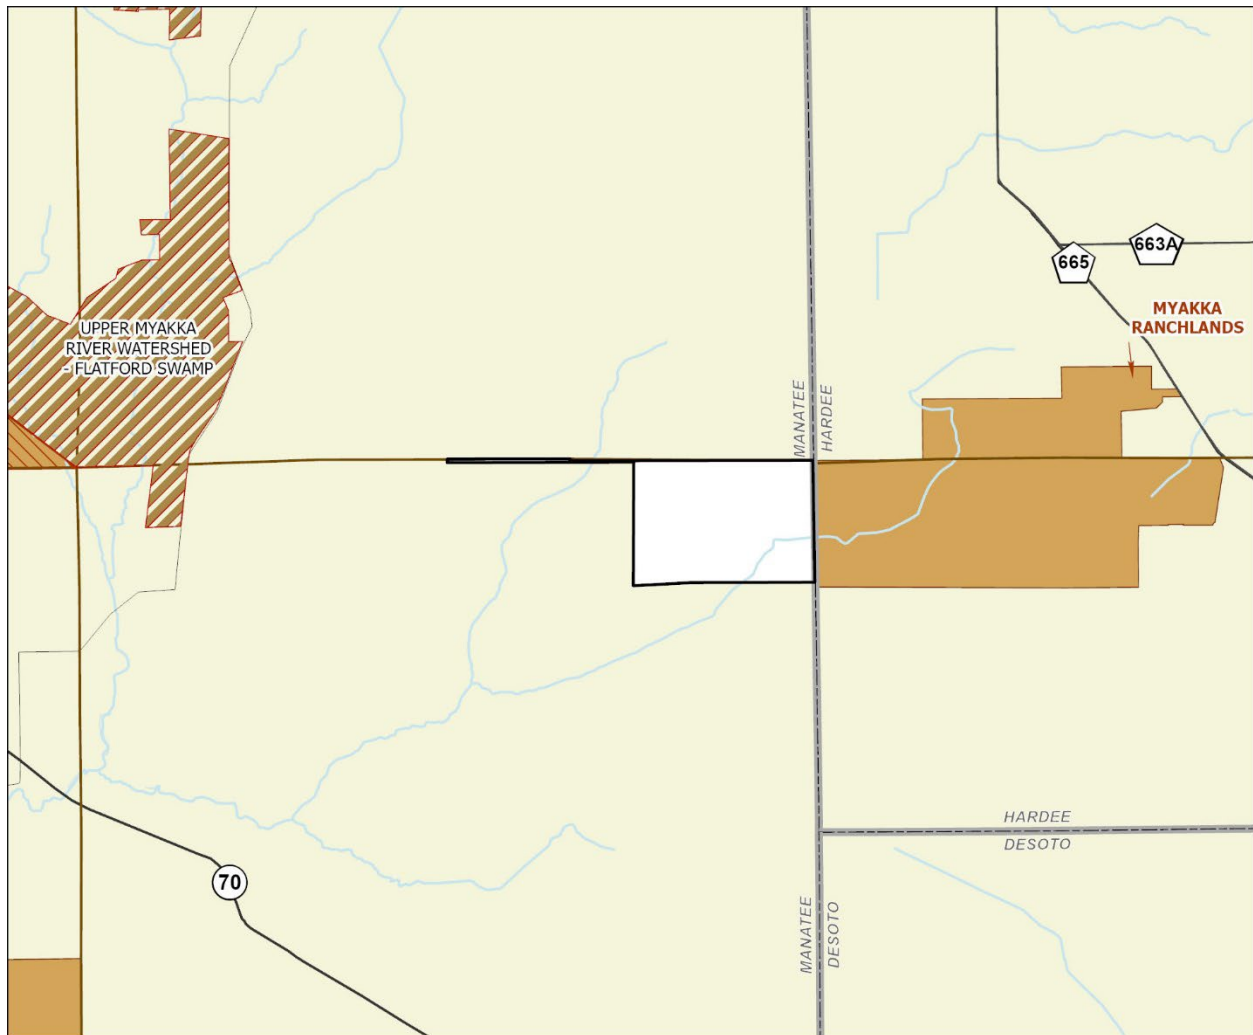 663A
665
MYAKKA
RANCHLANDS
UPPER MYAKKA
RIVER WATERSHED
- FLATFORD SWAMP
MANATEE
HARDEE
HARDEE
DESOTO
70
MANATEE
DESOTO